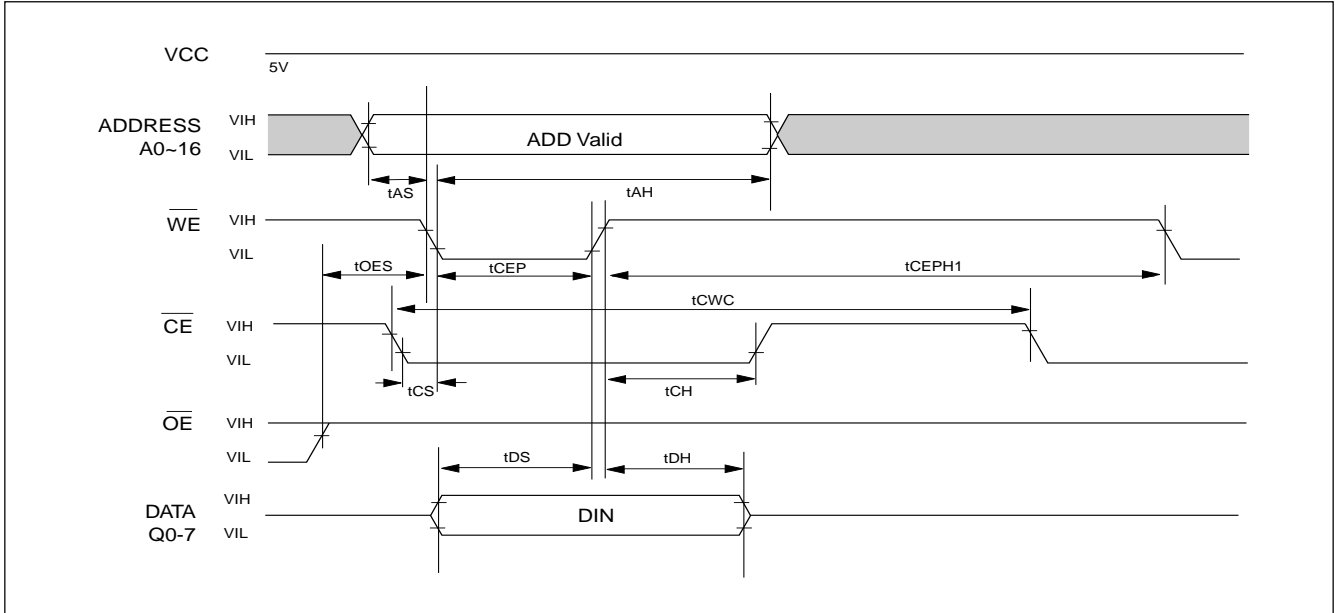 VCC
5V
ADDRESS
A0~16
VIH
VIL
ADD Valid
tAS
tAH
WE
VIH
VIL
tOES
tCEP
tCEPH1
tCWC
CE
VIH
VIL
tCS
tCH
OE
VIH
VIL
tDS
tDH
DATA
Q0-7
VIH
VIL
DIN